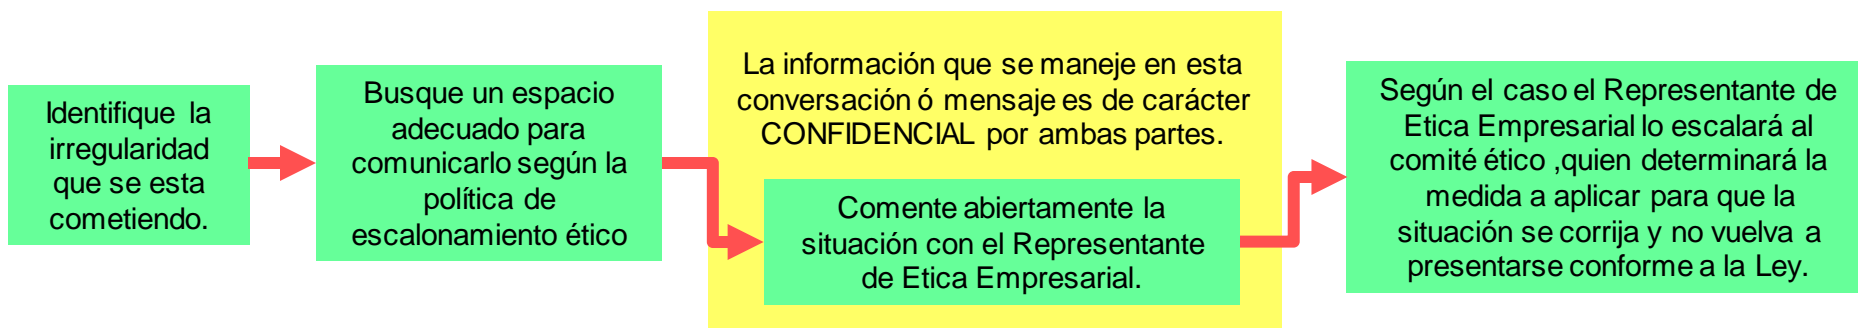 Identifique la
irregularidad
que se esta
cometiendo.
Busque un espacio
adecuado para
comunicarlo según la
política de
escalonamiento ético
La información que se maneje en esta
conversación ó mensaje es de carácter
CONFIDENCIAL por ambas partes.
Comente abiertamente la
situación con el Representante
de Etica Empresarial.
Según el caso el Representante de
Etica Empresarial lo escalará al
comité ético ,quien determinará la
medida a aplicar para que la
situación se corrija y no vuelva a
presentarse conforme a la Ley.